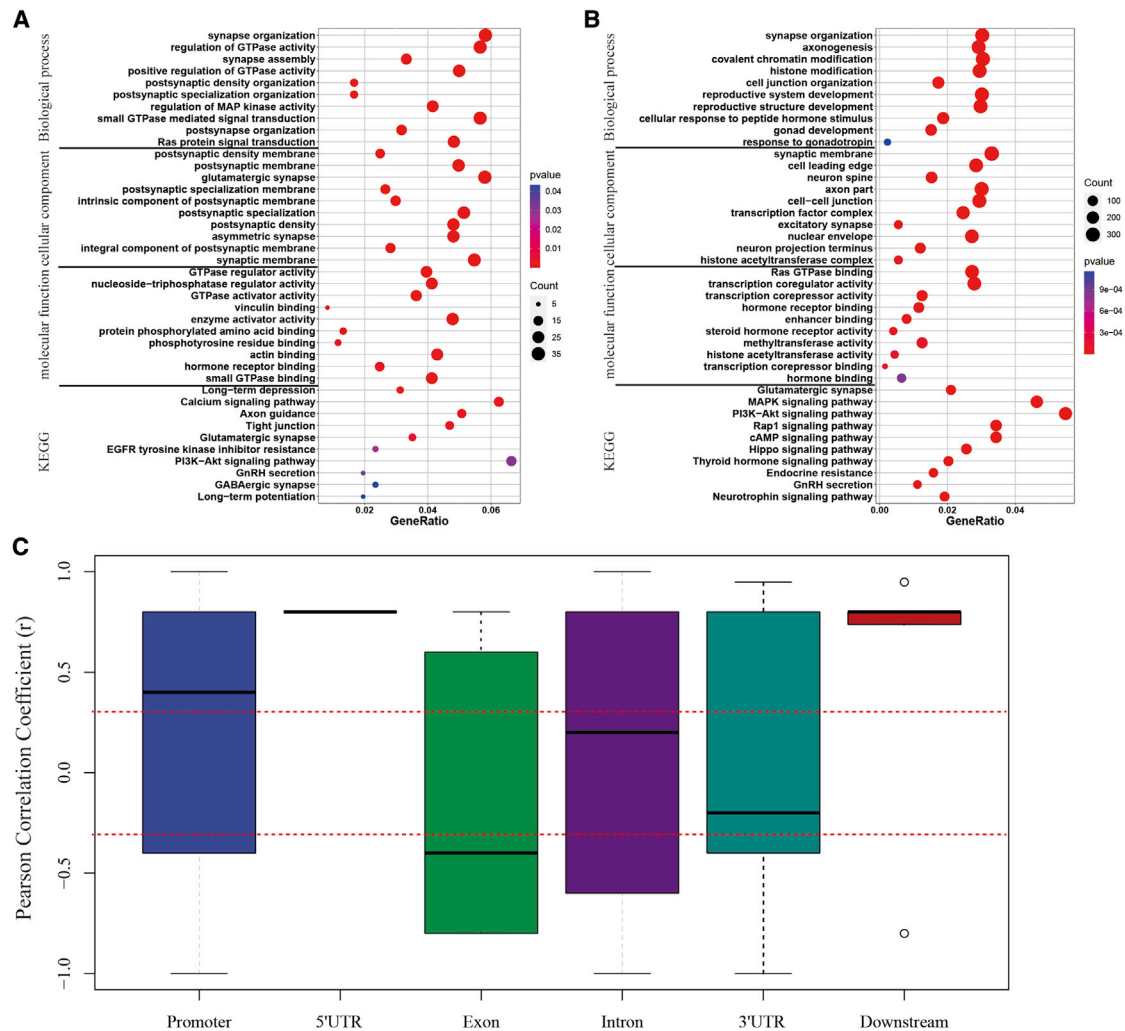 A
Biological process
synapse organization
regulation of GTPase activity
synapse assembly
positive regulation of GTPase activity
postsynaptic density organization
postsynaptic specialization organization
regulation of MAP kinase activity
small GTPase mediated signal transduction
postsynapse organization
Ras protein signal transduction
cellular component
postsynaptic density membrane
postsynaptic membrane
glutamatergic synapse
postsynaptic specialization membrane
intrinsic component of postsynaptic membrane
postsynaptic specialization
postsynaptic density
asymmetric synapse
integral component of postsynaptic membrane
synaptic membrane
molecular function
GTPase regulator activity
nucleoside-triphosphatase regulator activity
GTPase activator activity
vinculin binding
enzyme activator activity
protein phosphorylated amino acid binding
phosphotyrosine residue binding
actin binding
hormone receptor binding
small GTPase binding
KEGG
Long-term depression
Calcium signaling pathway
Axon guidance
Tight junction
Glutamatergic synapse
EGFR tyrosine kinase inhibitor resistance
PI3K-Akt signaling pathway
GnRH secretion
GABAergic synapse
Long-term potentiation
0.02 0.04 0.06
GeneRatio
pvalue
0.04
0.03
0.02
0.01
Count
5
15
25
35
B
Biological process
synapse organization
axonogenesis
covalent chromatin modification
histone modification
cell junction organization
reproductive system development
reproductive structure development
cellular response to peptide hormone stimulus
gonad development
response to gonadotropin
cellular component
synaptic membrane
cell leading edge
neuron spine
axon part
cell-cell junction
transcription factor complex
excitatory synapse
nuclear envelope
neuron projection terminus
histone acetyltransferase complex
molecular function
Ras GTPase binding
transcription coregulator activity
transcription corepressor activity
hormone receptor binding
enhancer binding
steroid hormone receptor activity
methyltransferase activity
histone acetyltransferase activity
transcription corepressor binding
hormone binding
KEGG
Glutamatergic synapse
MAPK signaling pathway
PI3K-Akt signaling pathway
Rap1 signaling pathway
cAMP signaling pathway
Hippo signaling pathway
Thyroid hormone signaling pathway
Endocrine resistance
GnRH secretion
Neurotrophin signaling pathway
0.00 0.02 0.04
GeneRatio
Count
100
200
300
pvalue
9e-04
6e-04
3e-04
C
Pearson Correlation Coefficient (r)
1.0
0.5
0.0
−0.5
−1.0
Promoter 5'UTR Exon Intron 3'UTR Downstream